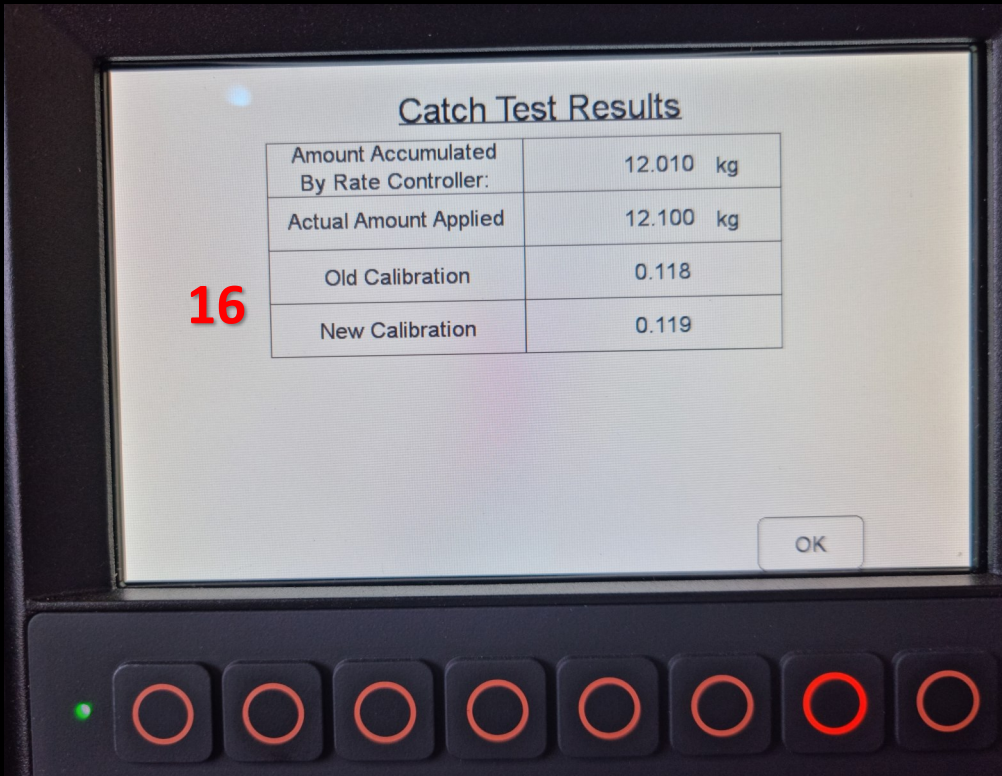 Catch Test Results
Amount Accumulated
By Rate Controller:
12.010 kg
Actual Amount Applied
12.100 kg
Old Calibration
0.118
16
New Calibration
0.119
OK